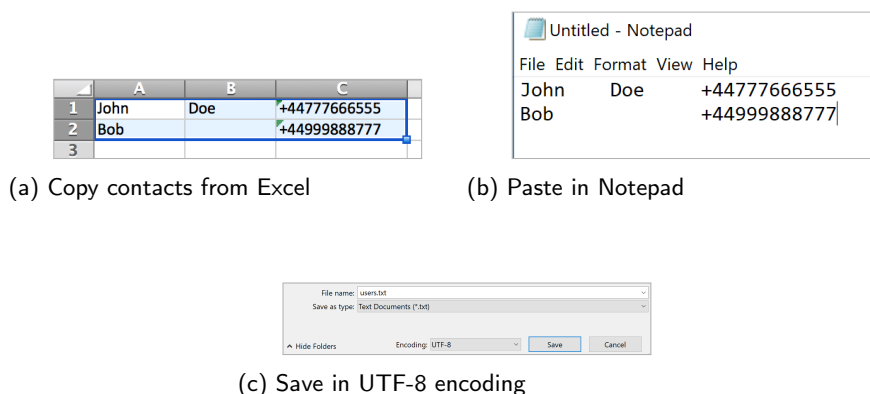 Untitled - Notepad
File Edit Format View Help
John Doe +44777666555
Bob +44999888777
A B C
1 John Doe +44777666555
2 Bob +44999888777
3
(a) Copy contacts from Excel
(b) Paste in Notepad
File name: users.txt
Save as type: Text Documents (*.txt)
Hide Folders Encoding: UTF-8 Save Cancel
(c) Save in UTF-8 encoding